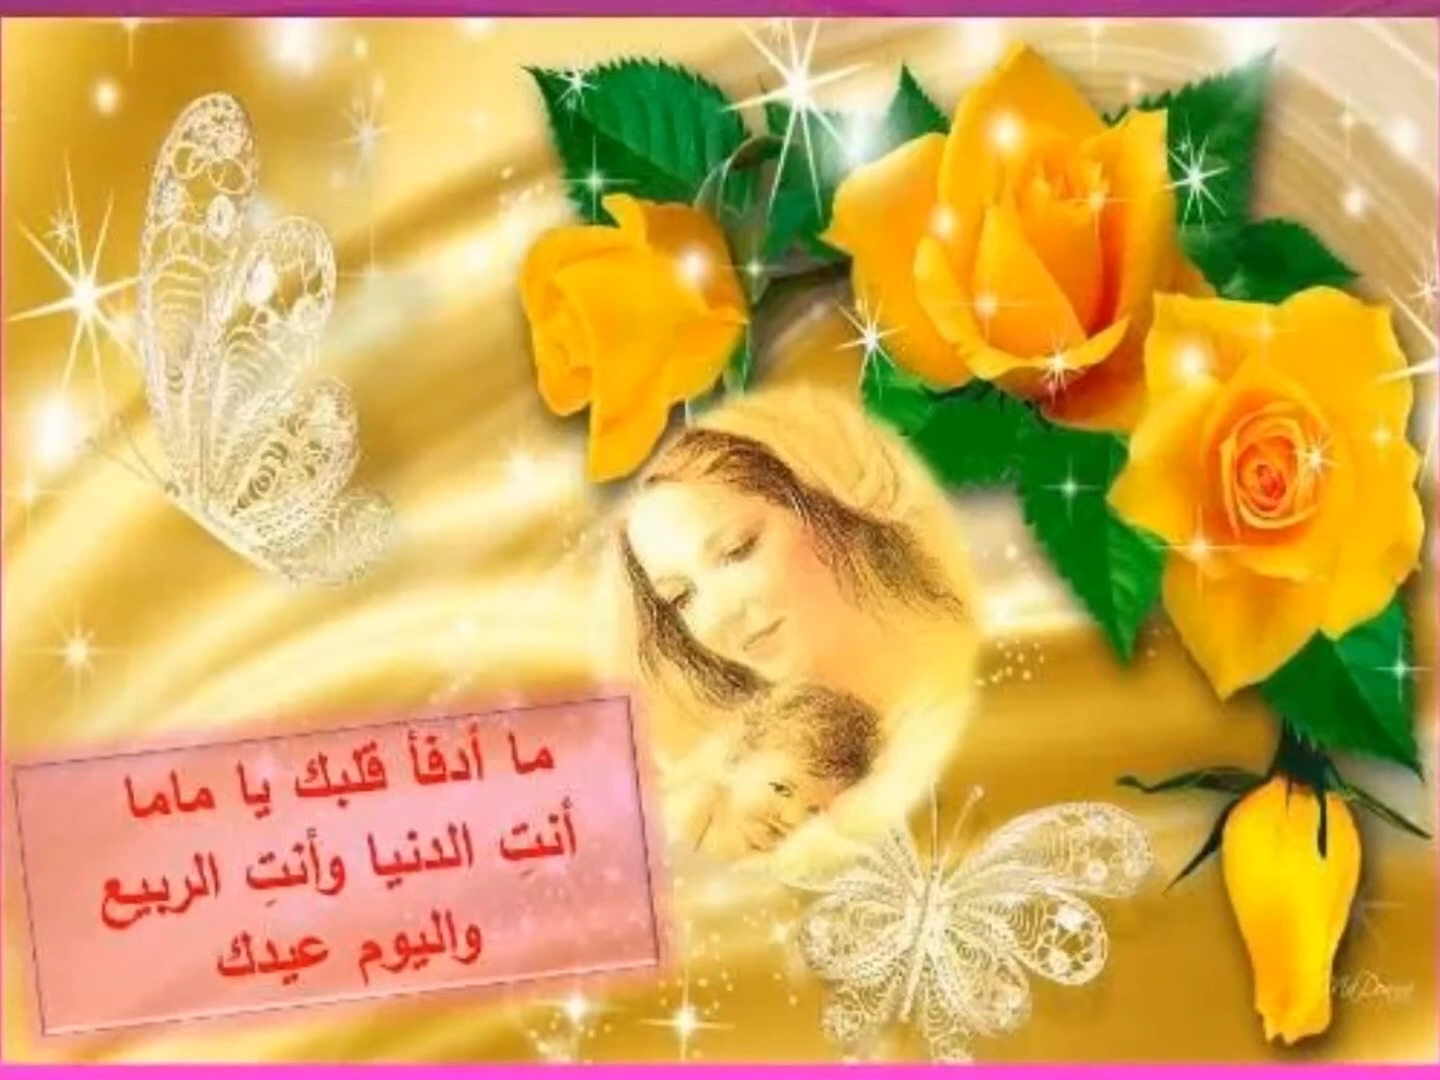 ما أدفأ قلبك يا ماما
أنتِ الدنيا وأنتِ الربيع
واليوم عيدك